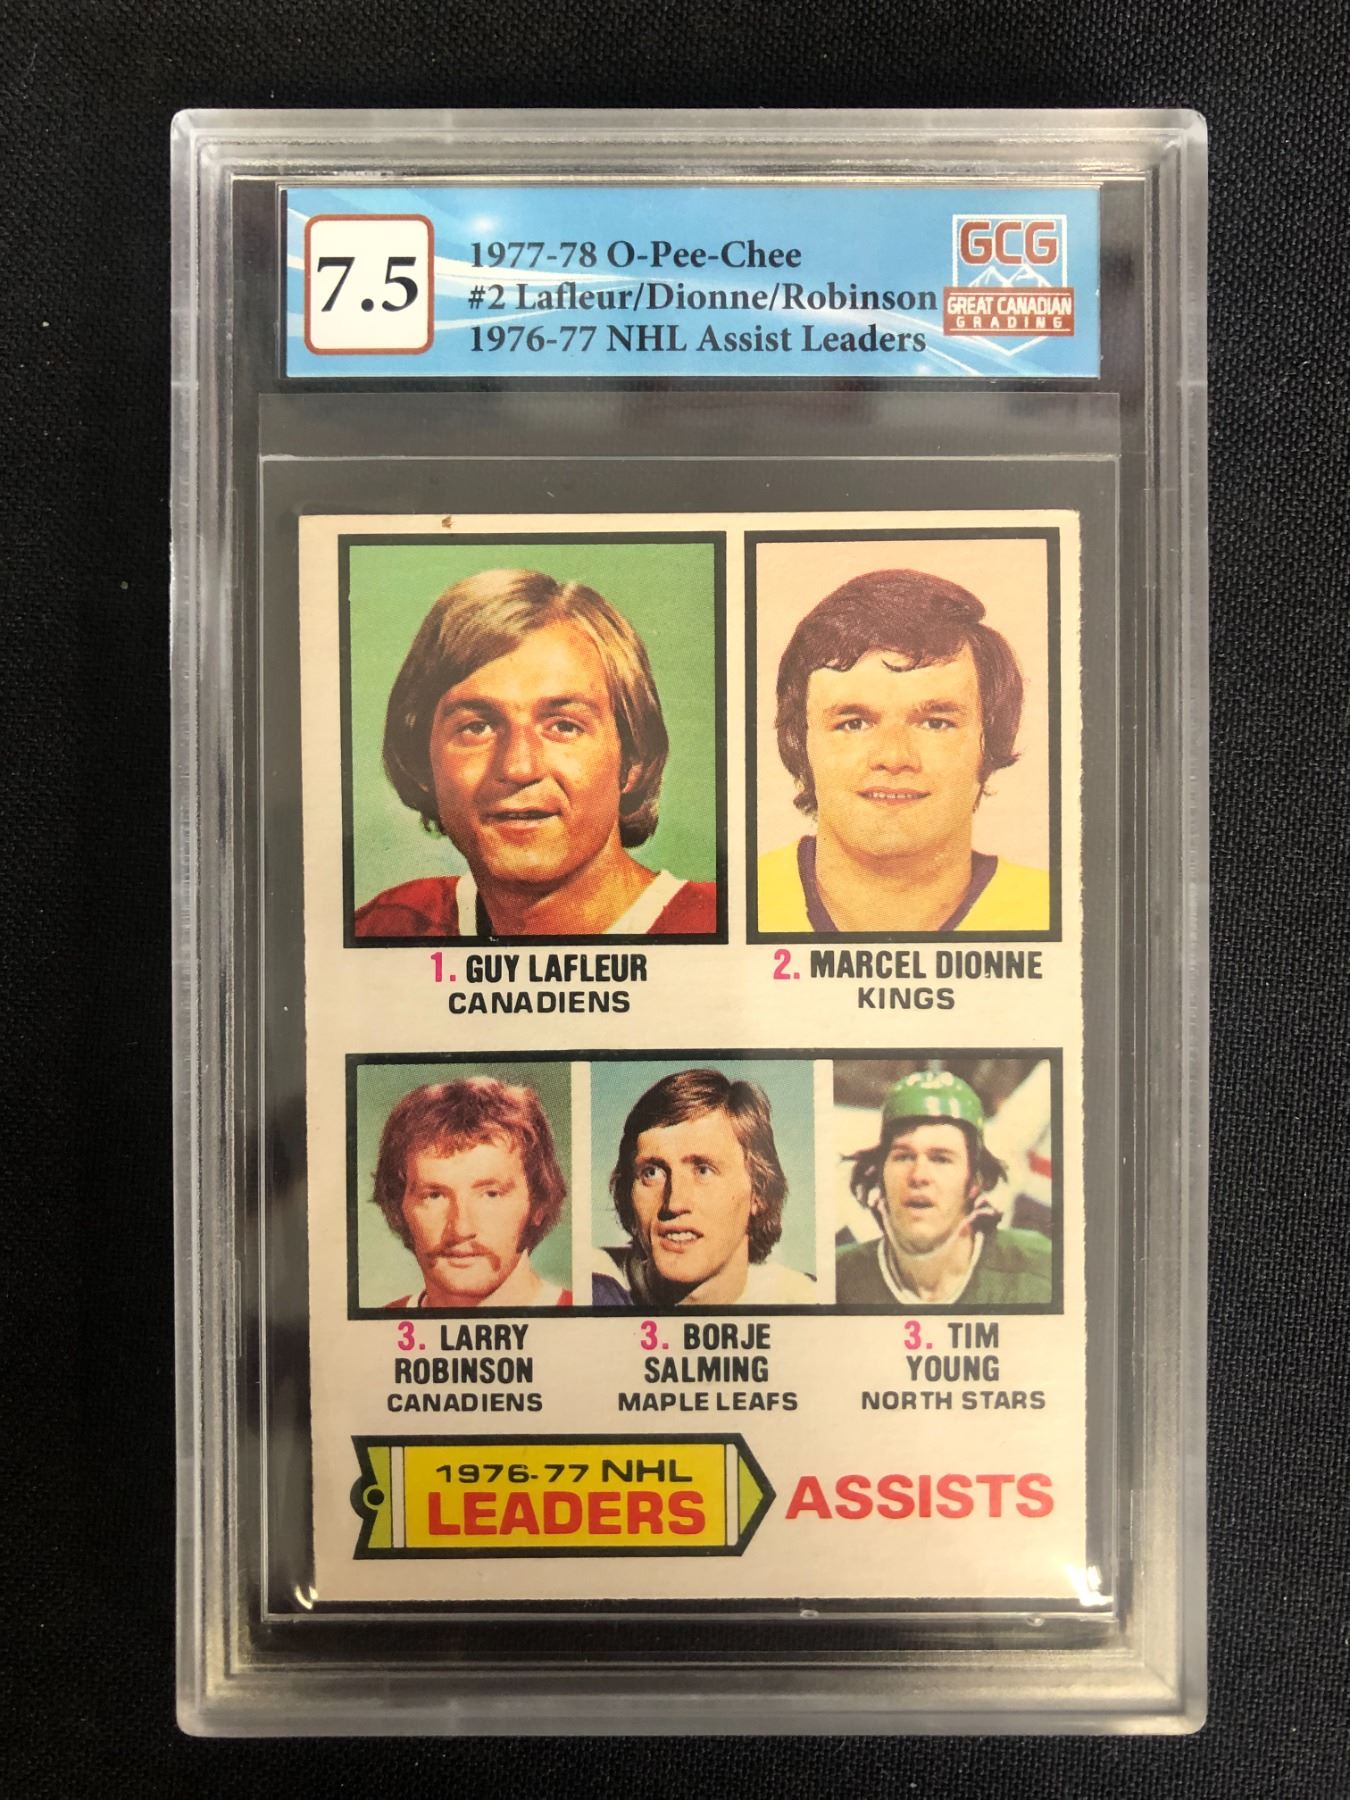 7.5
1977-78 O-Pee-Chee
#2 Lafleur/Dionne/Robinson
1976-77 NHL Assist Leaders
GCG
GREAT CANADIAN
GRADING
1. GUY LAFLEUR
CANADIENS
2. MARCEL DIONNE
KINGS
3. LARRY
ROBINSON
CANADIENS
3. BORJE
SALMING
MAPLE LEAFS
3. TIM
YOUNG
NORTH STARS
1976-77 NHL
LEADERS
ASSISTS